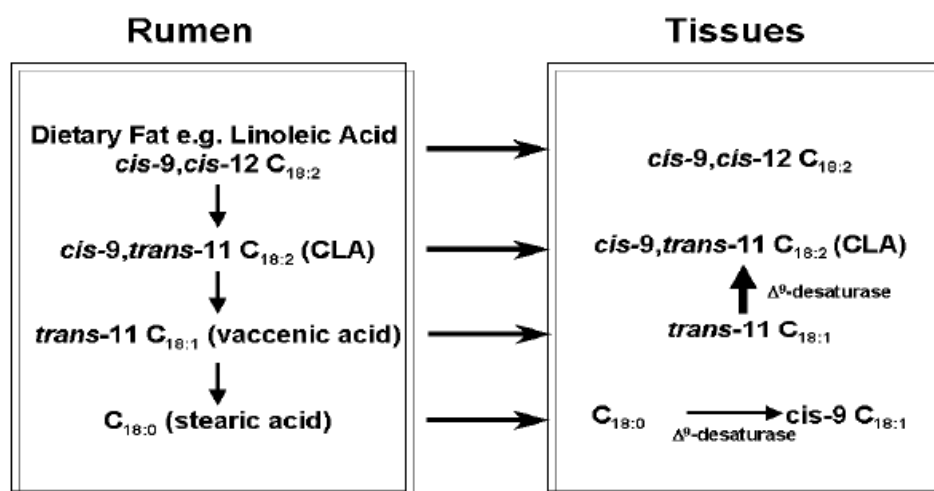 Rumen
Dietary Fat e.g. Linoleic Acid
cis-9,cis-12 C18:2
cis-9,trans-11 C18:2 (CLA)
trans-11 C18:1 (vaccenic acid)
C18:0 (stearic acid)
Tissues
cis-9,cis-12 C18:2
cis-9,trans-11 C18:2 (CLA)
Δ9-desaturase
trans-11 C18:1
C18:0 cis-9 C18:1
Δ9-desaturase